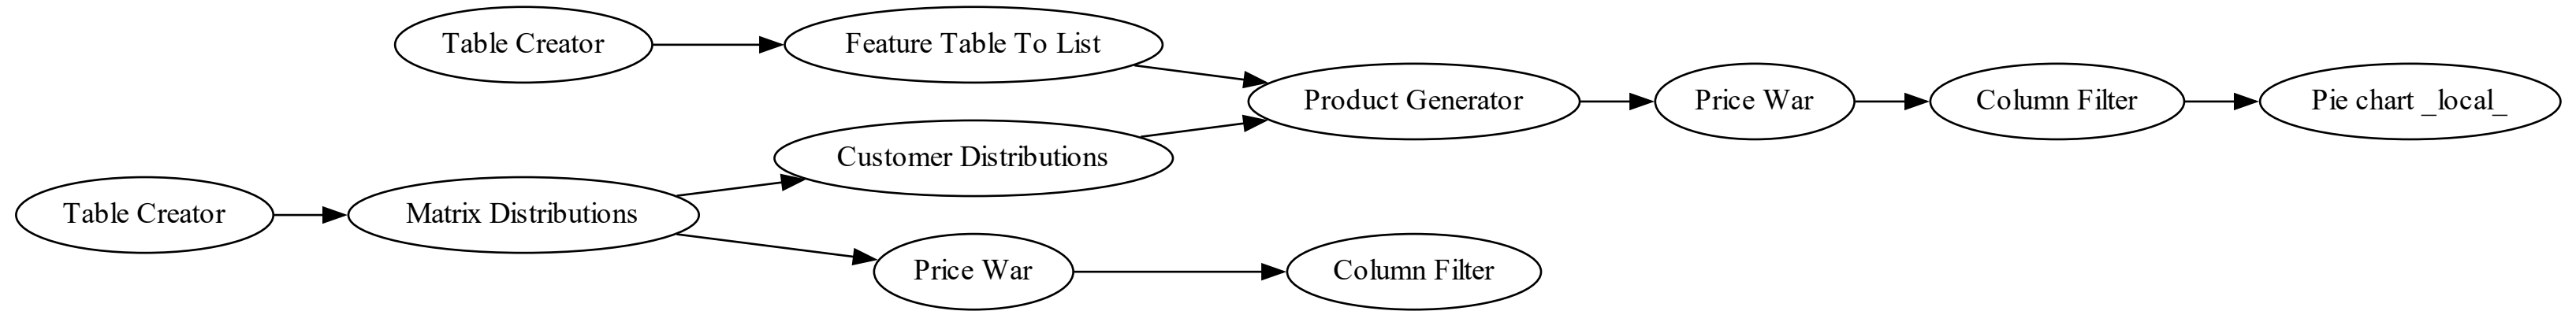 Table Creator
Feature Table To List
Product Generator
Price War
Column Filter
Pie chart _local_
Customer Distributions
Table Creator
Matrix Distributions
Price War
Column Filter